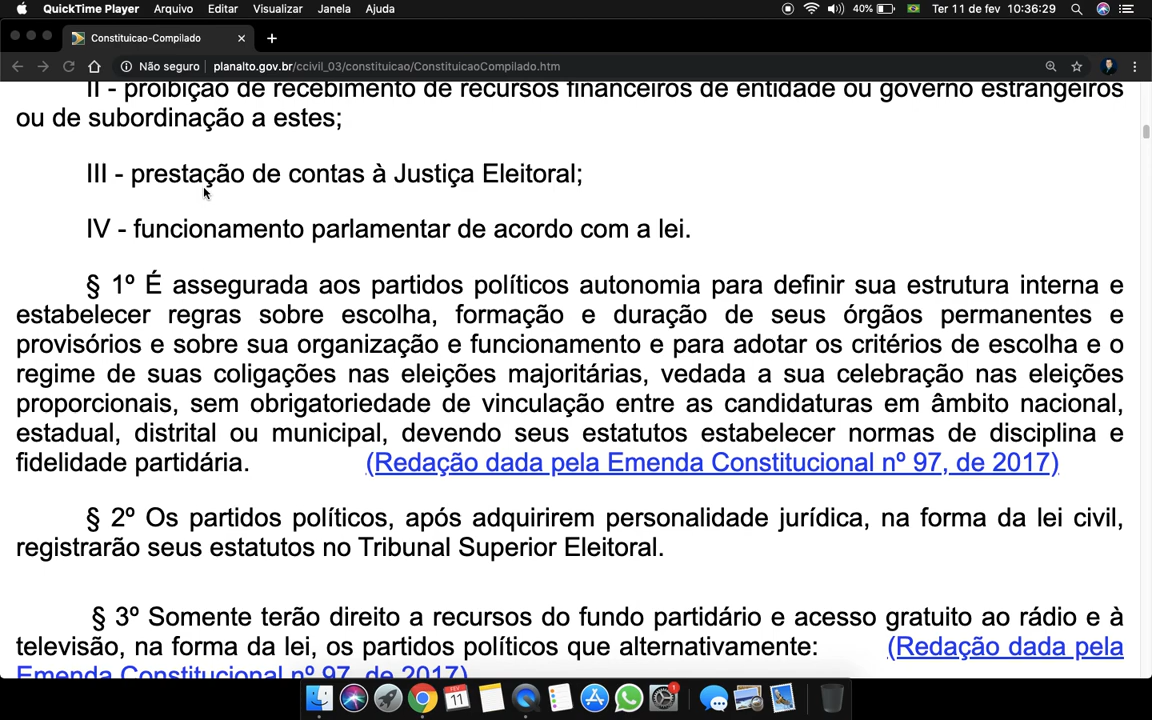 QuickTime Player Arquivo Editar Visualizar Janela Ajuda 40% Ter 11 de fev 10:36:29
Constituicao-Compilado
Não seguro planalto.gov.br/ccivil_03/constituicao/ConstituicaoCompilado.htm
II - proibição de recebimento de recursos financeiros de entidade ou governo estrangeiros
ou de subordinação a estes;
III - prestação de contas à Justiça Eleitoral;
IV - funcionamento parlamentar de acordo com a lei.
§ 1º É assegurada aos partidos políticos autonomia para definir sua estrutura interna e
estabelecer regras sobre escolha, formação e duração de seus órgãos permanentes e
provisórios e sobre sua organização e funcionamento e para adotar os critérios de escolha e o
regime de suas coligações nas eleições majoritárias, vedada a sua celebração nas eleições
proporcionais, sem obrigatoriedade de vinculação entre as candidaturas em âmbito nacional,
estadual, distrital ou municipal, devendo seus estatutos estabelecer normas de disciplina e
fidelidade partidária. (Redação dada pela Emenda Constitucional nº 97, de 2017)
§ 2º Os partidos políticos, após adquirirem personalidade jurídica, na forma da lei civil,
registrarão seus estatutos no Tribunal Superior Eleitoral.
§ 3º Somente terão direito a recursos do fundo partidário e acesso gratuito ao rádio e à
televisão, na forma da lei, os partidos políticos que alternativamente: (Redação dada pela
Emenda Constitucional nº 97, de 2017)
FEV
11
1